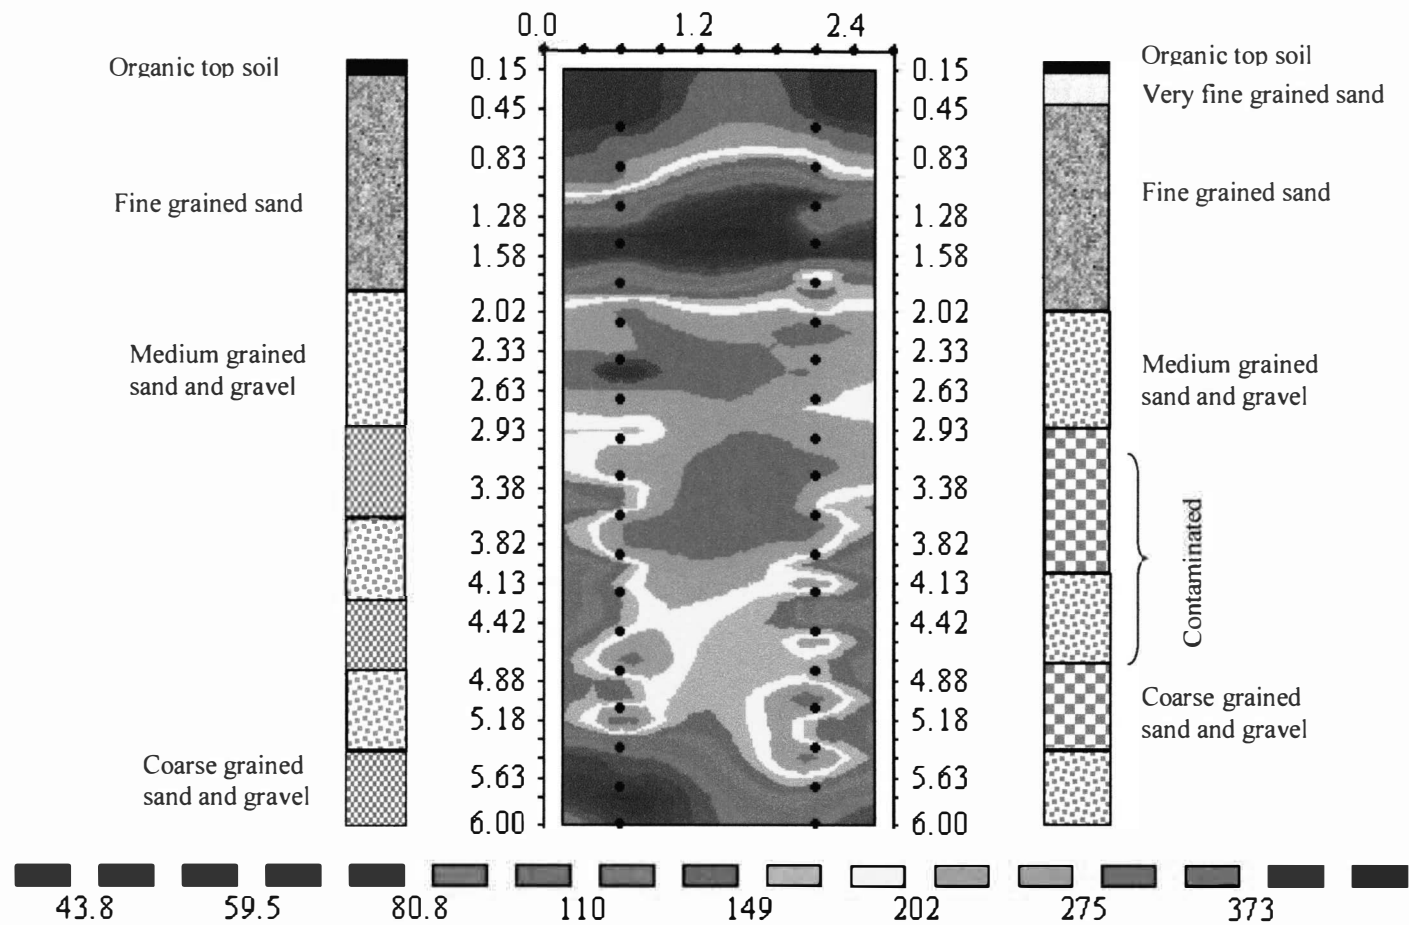 0.0 1.2 2.4
Organic top soil
Fine grained sand
Medium grained
sand and gravel
Coarse grained
sand and gravel
0.15
0.45
0.83
1.28
1.58
2.02
2.33
2.63
2.93
3.38
3.82
4.13
4.42
4.88
5.18
5.63
6.00
0.15
0.45
0.83
1.28
1.58
2.02
2.33
2.63
2.93
3.38
3.82
4.13
4.42
4.88
5.18
5.63
6.00
Organic top soil
Very fine grained sand
Fine grained sand
Medium grained
sand and gravel
Contaminated
Coarse grained
sand and gravel
43.8 59.5 80.8 110 149 202 275 373